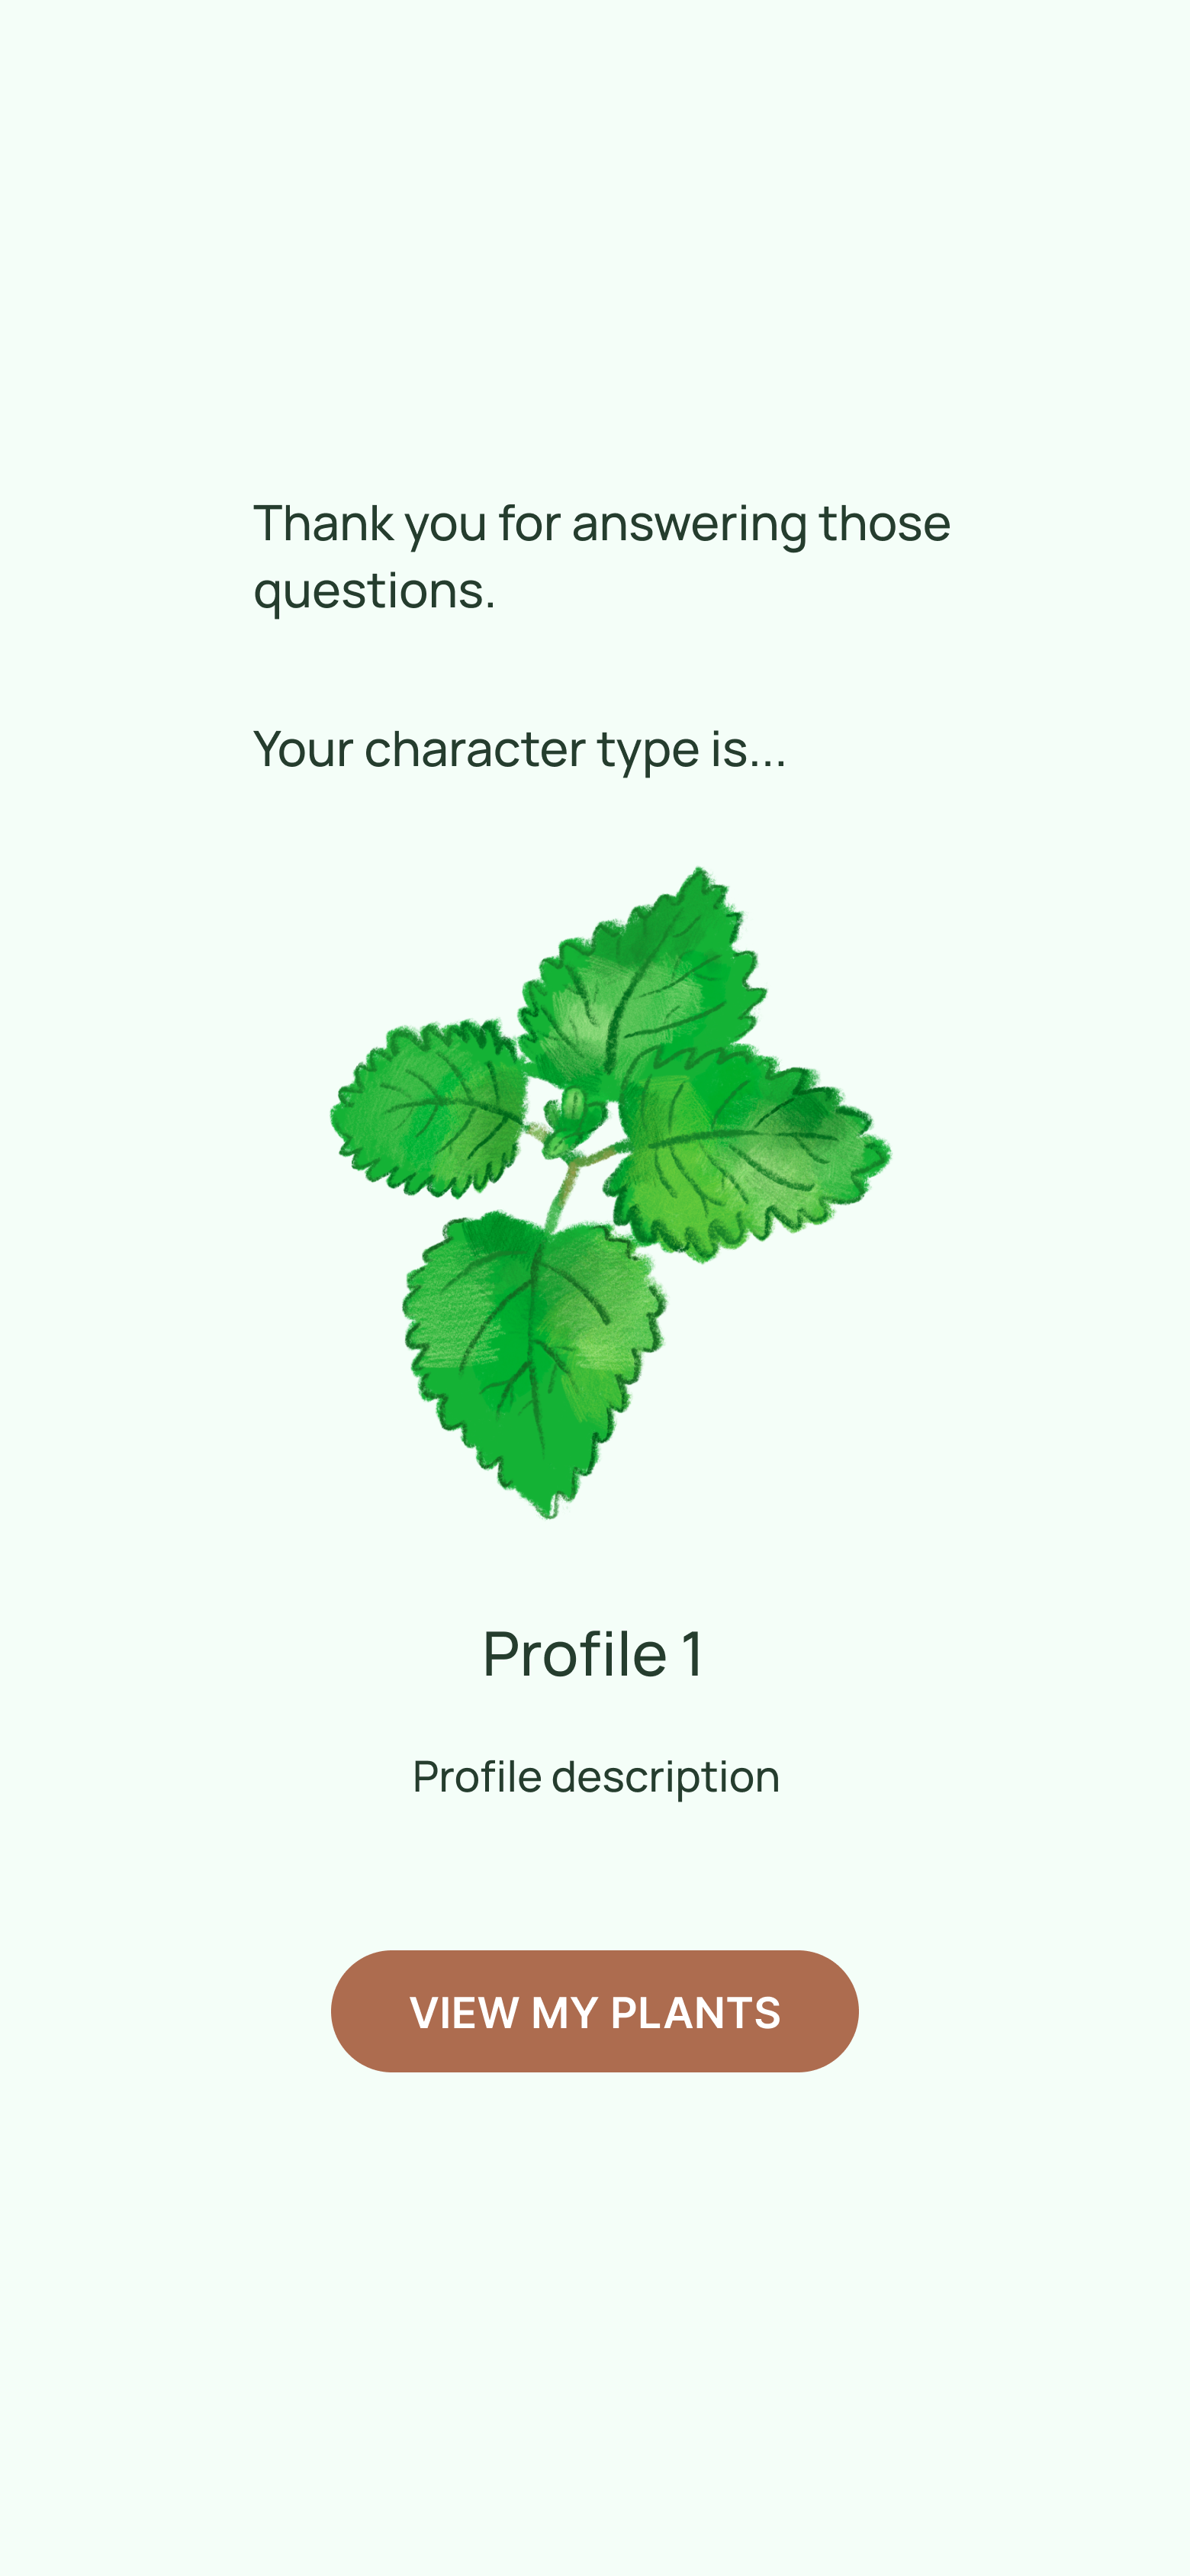 Thank you for answering those
questions.
Your character type is...
Profile 1
Profile description
VIEW MY PLANTS